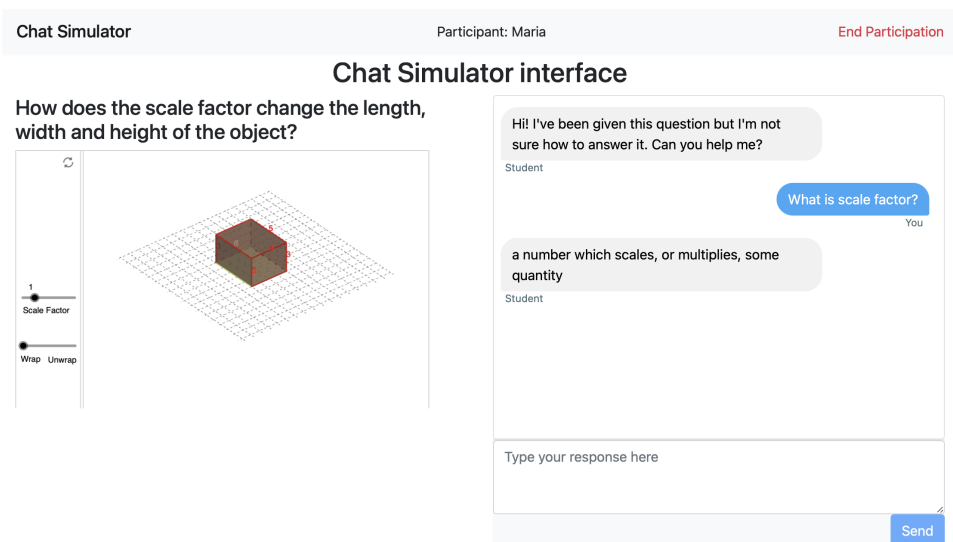 Chat Simulator
Participant: Maria
End Participation
Chat Simulator interface
How does the scale factor change the length,
width and height of the object?
1
Scale Factor
Wrap Unwrap
5
3
Hi! I've been given this question but I'm not
sure how to answer it. Can you help me?
Student
What is scale factor?
You
a number which scales, or multiplies, some
quantity
Student
Type your response here
Send